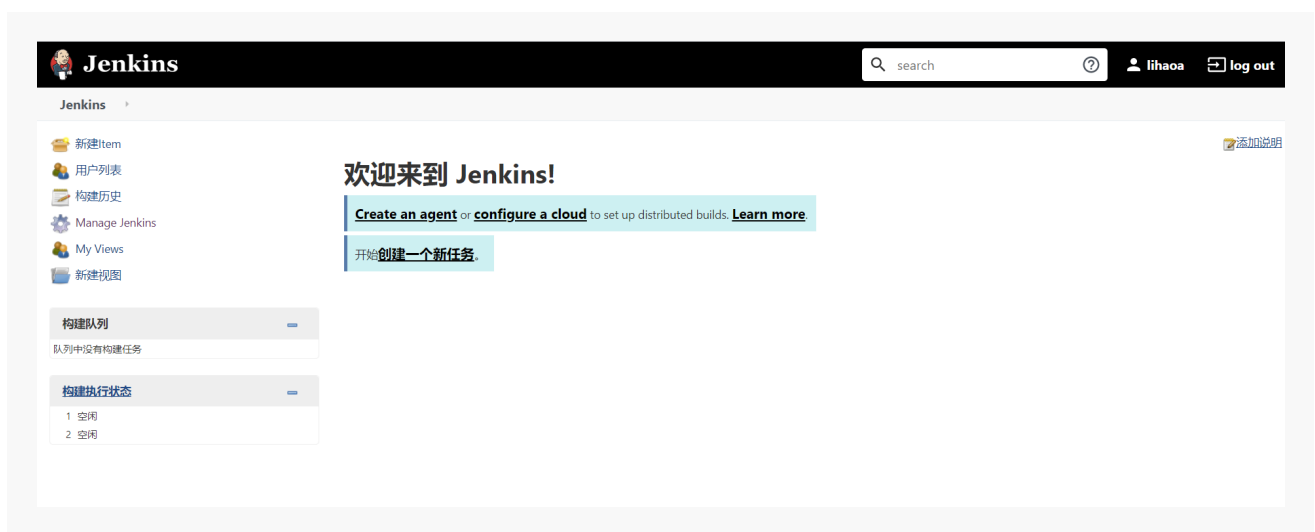 Jenkins
search
lihaoa
log out
Jenkins
新建Item
用户列表
构建历史
Manage Jenkins
My Views
新建视图
构建队列
队列中没有构建任务
构建执行状态
1 空闲
2 空闲
添加说明
欢迎来到 Jenkins!
Create an agent or configure a cloud to set up distributed builds. Learn more.
开始创建一个新任务。